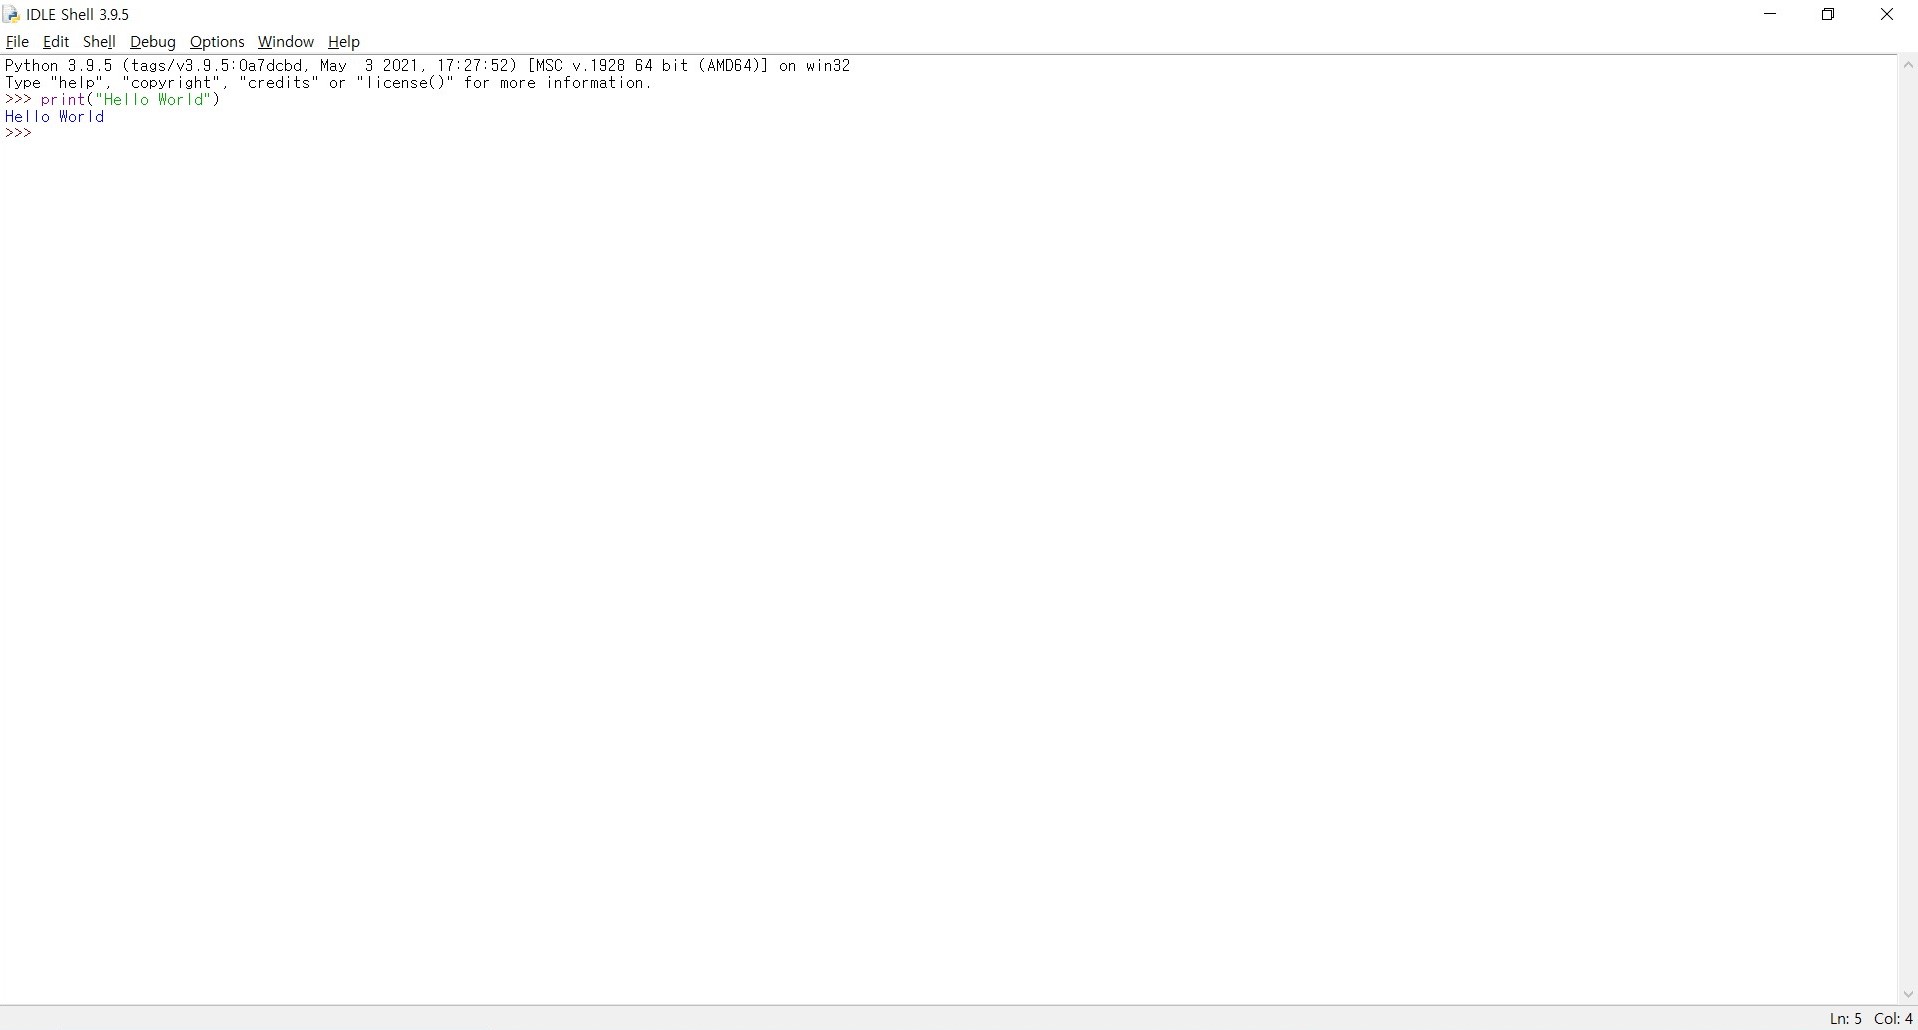 IDLE Shell 3.9.5
File Edit Shell Debug Options Window Help
Python 3.9.5 (tags/v3.9.5:0a7dcbd, May  3 2021, 17:27:52) [MSC v.1928 64 bit (AMD64)] on win32
Type "help", "copyright", "credits" or "license()" for more information.
>>> print("Hello World")
Hello World
>>>
Ln: 5 Col: 4